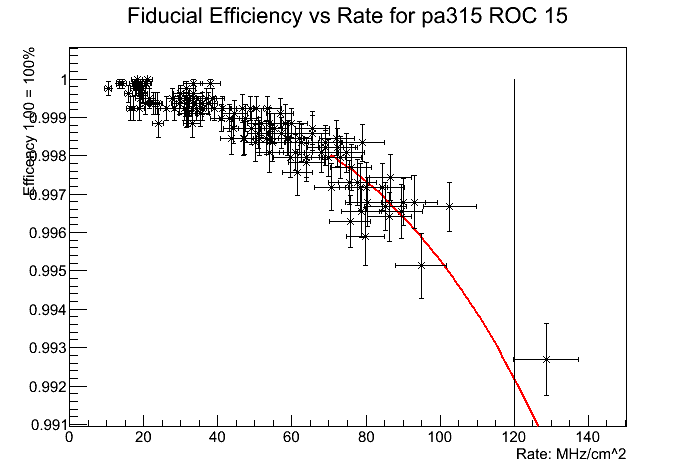 Fiducial Efficiency vs Rate for pa315 ROC 15
Efficency 1.00 = 100%
1
0.999
0.998
0.997
0.996
0.995
0.994
0.993
0.992
0.991
0 20 40 60 80 100 120 140
Rate: MHz/cm^2